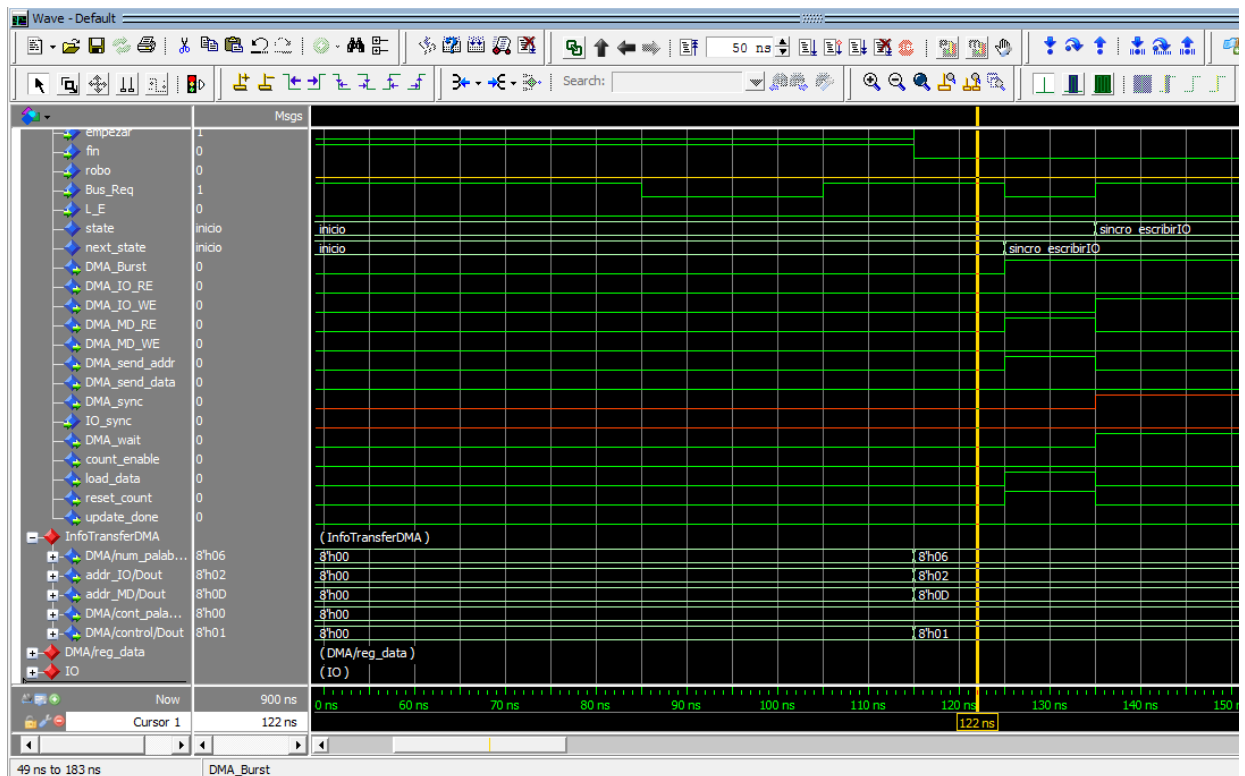 Wave - Default
50 ns
Search:
Msgs
empezar 1
fin 0
robo 0
Bus_Req 1
L_E 0
state inicio inicio sincro_escribirIO
next_state inicio inicio sincro_escribirIO
DMA_Burst 0
DMA_IO_RE 0
DMA_IO_WE 0
DMA_MD_RE 0
DMA_MD_WE 0
DMA_send_addr 0
DMA_send_data 0
DMA_sync 0
IO_sync 0
DMA_wait 0
count_enable 0
load_data 0
reset_count 0
update_done 0
InfoTransferDMA ( InfoTransferDMA )
DMA/num_palab... 8'h06 8'h00 8'h06
addr_IO/Dout 8'h02 8'h00 8'h02
addr_MD/Dout 8'h0D 8'h00 8'h0D
DMA/cont_pala... 8'h00 8'h00
DMA/control/Dout 8'h01 8'h00 8'h01
DMA/reg_data ( DMA/reg_data )
IO ( IO )
Now 900 ns 0 ns 60 ns 70 ns 80 ns 90 ns 100 ns 110 ns 120 ns 130 ns 140 ns 150
Cursor 1 122 ns 122 ns
49 ns to 183 ns DMA_Burst